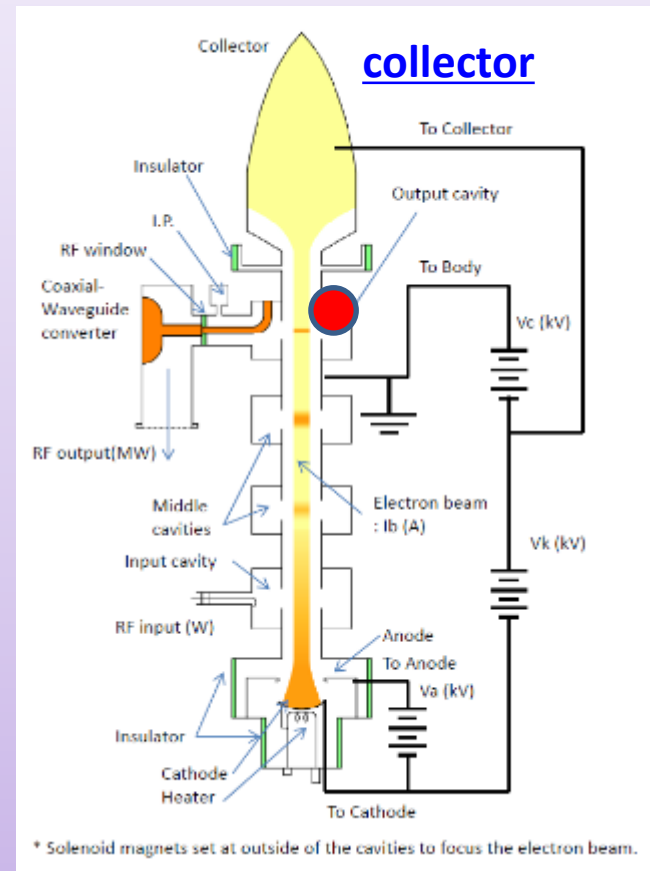 Collector
collector
To Collector
Insulator
Output cavity
I.P.
RF window
To Body
Coaxial-
Waveguide
converter
Vc (kV)
RF output(MW)
Middle
cavities
Electron beam
: Ib (A)
Vk (kV)
Input cavity
RF input (W)
Anode
To Anode
Va (kV)
Insulator
Cathode
Heater
To Cathode
* Solenoid magnets set at outside of the cavities to focus the electron beam.